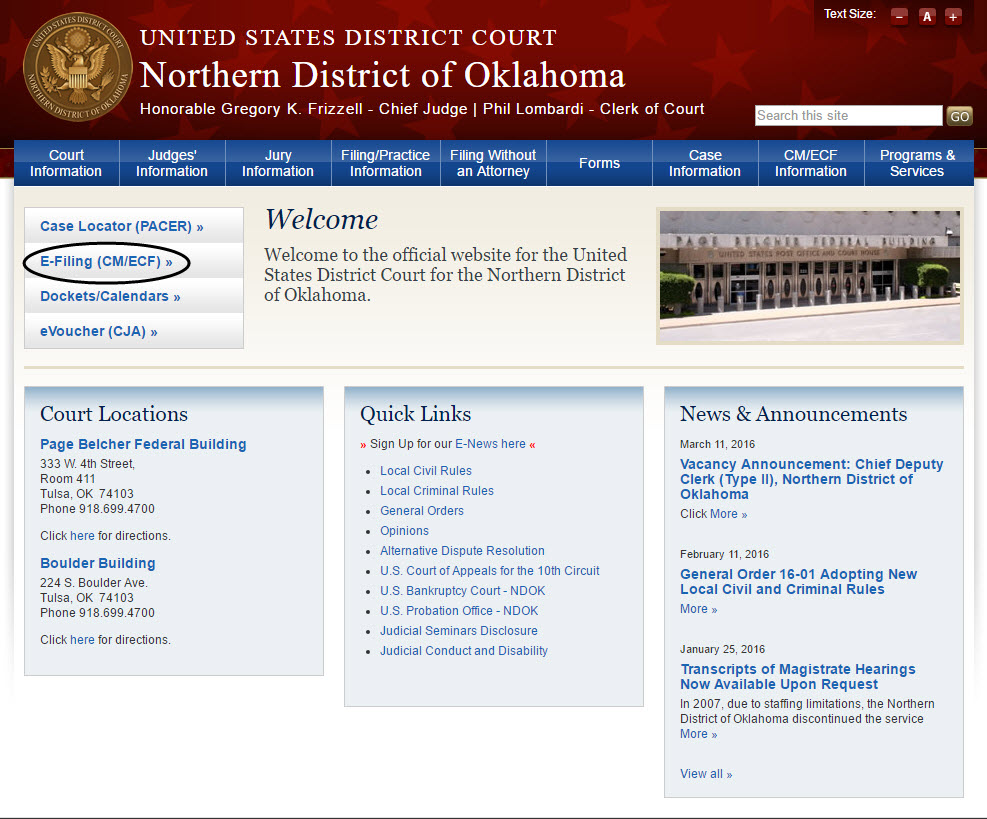 UNITED STATES DISTRICT COURT
NORTHERN DISTRICT OF OKLAHOMA
UNITED STATES DISTRICT COURT
Northern District of Oklahoma
Honorable Gregory K. Frizzell - Chief Judge | Phil Lombardi - Clerk of Court
Text Size: − A +
Search this site GO
Court Information
Judges' Information
Jury Information
Filing/Practice Information
Filing Without an Attorney
Forms
Case Information
CM/ECF Information
Programs & Services
Case Locator (PACER) »
E-Filing (CM/ECF) »
Dockets/Calendars »
eVoucher (CJA) »
Welcome
Welcome to the official website for the United
States District Court for the Northern District
of Oklahoma.
PAGE BELCHER FEDERAL BUILDING
UNITED STATES POST OFFICE AND COURT HOUSE
Court Locations
Page Belcher Federal Building
333 W. 4th Street,
Room 411
Tulsa, OK  74103
Phone 918.699.4700
Click here for directions.
Boulder Building
224 S. Boulder Ave.
Tulsa, OK  74103
Phone 918.699.4700
Click here for directions.
Quick Links
» Sign Up for our E-News here «
• Local Civil Rules
• Local Criminal Rules
• General Orders
• Opinions
• Alternative Dispute Resolution
• U.S. Court of Appeals for the 10th Circuit
• U.S. Bankruptcy Court - NDOK
• U.S. Probation Office - NDOK
• Judicial Seminars Disclosure
• Judicial Conduct and Disability
News & Announcements
March 11, 2016
Vacancy Announcement: Chief Deputy
Clerk (Type II), Northern District of
Oklahoma
Click More »
February 11, 2016
General Order 16-01 Adopting New
Local Civil and Criminal Rules
More »
January 25, 2016
Transcripts of Magistrate Hearings
Now Available Upon Request
In 2007, due to staffing limitations, the Northern
District of Oklahoma discontinued the service
More »
View all »